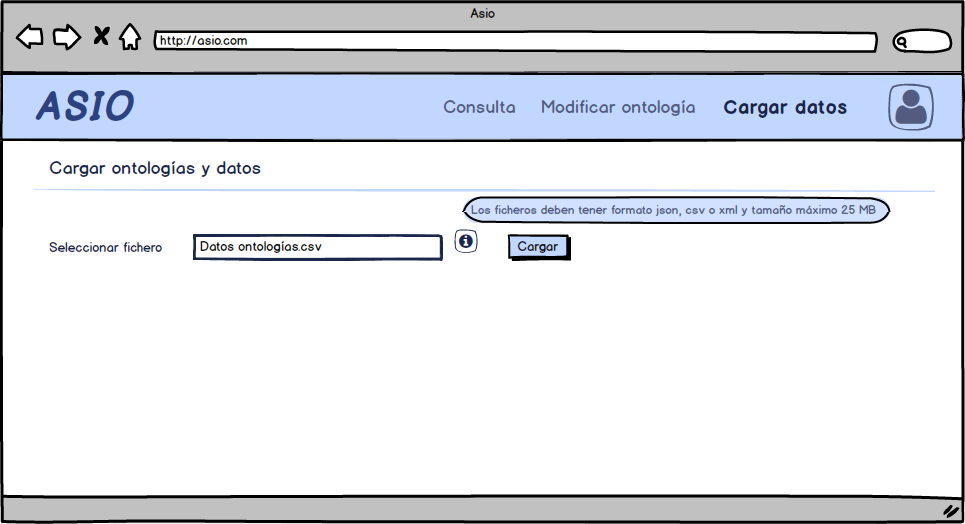 Asio
http://asio.com
ASIO
Consulta Modificar ontología Cargar datos
Cargar ontologías y datos
Los ficheros deben tener formato json, csv o xml y tamaño máximo 25 MB
Seleccionar fichero Datos ontologías.csv i Cargar